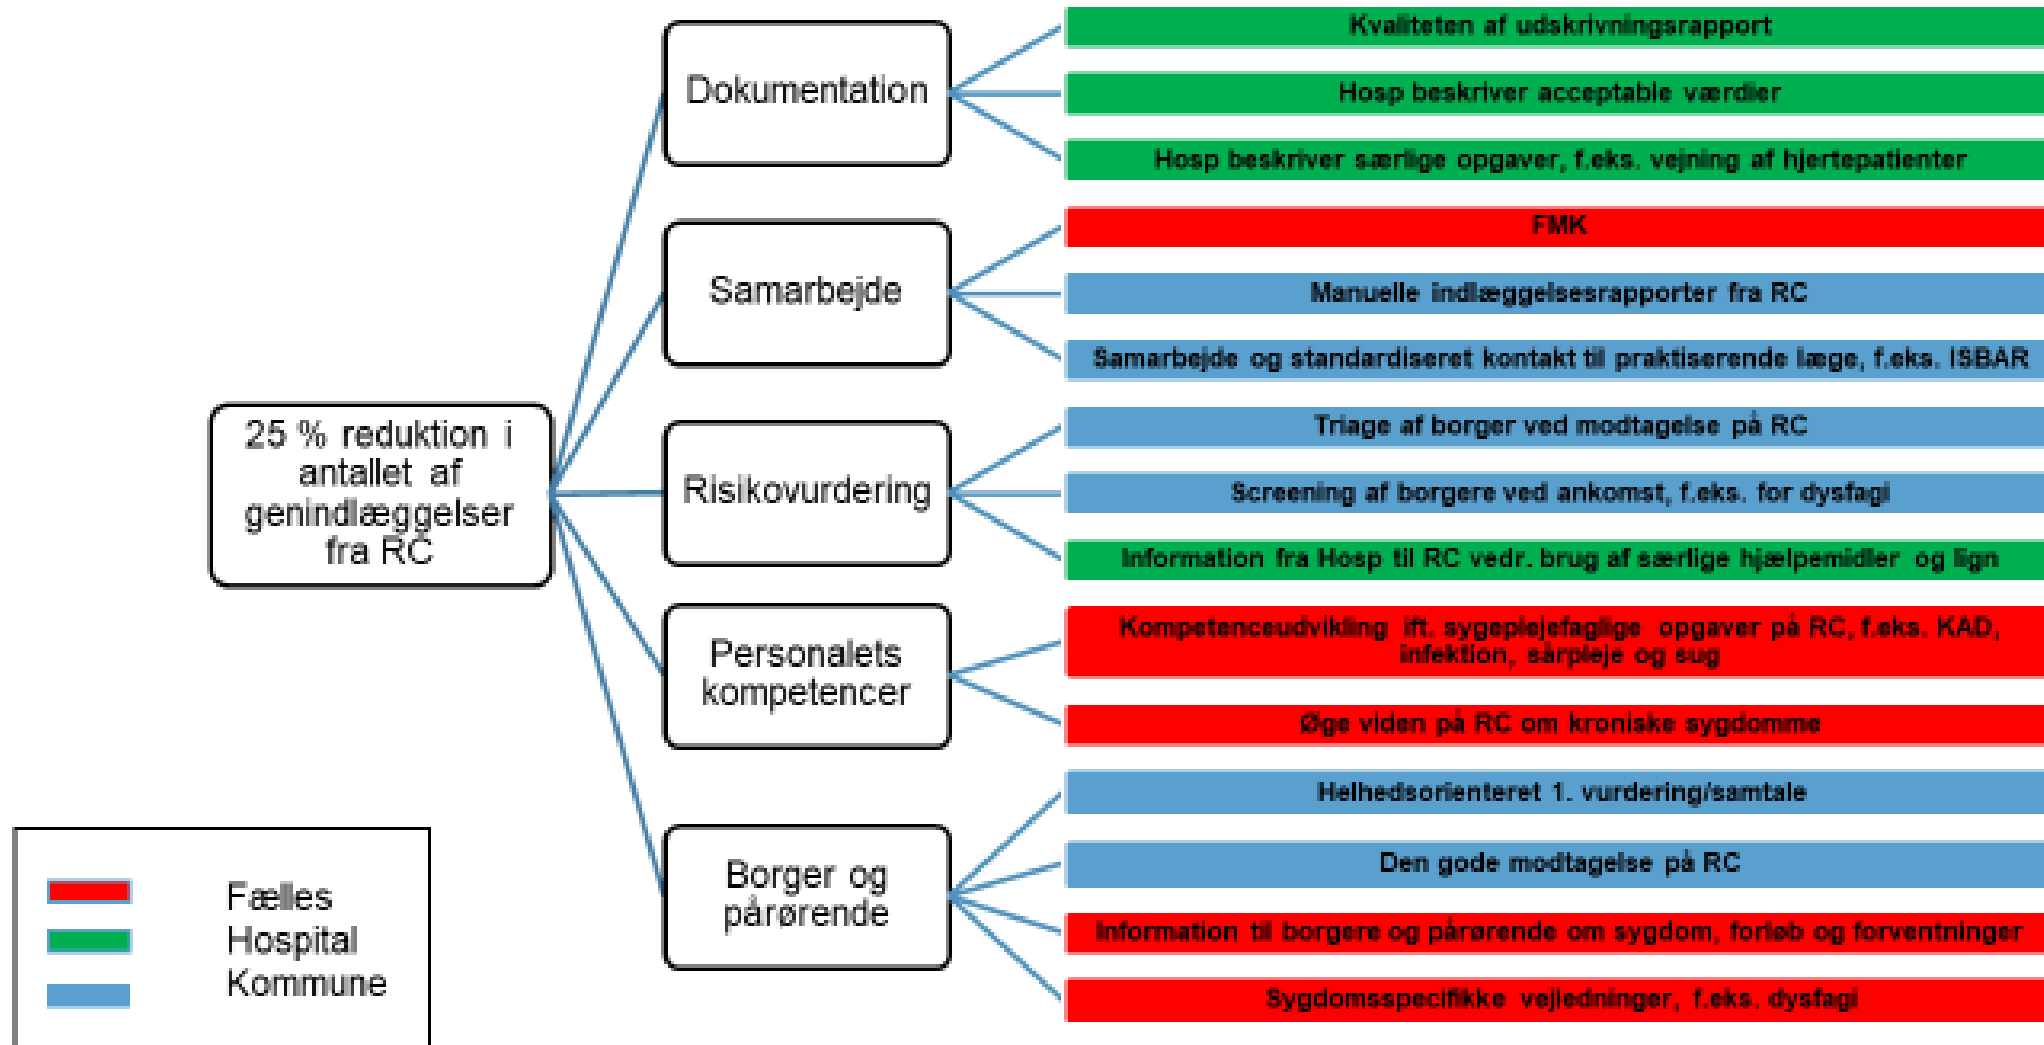 25 % reduktion i
antallet af
genindlæggelser
fra RC
Dokumentation
Kvaliteten af udskrivningsrapport
Hosp beskriver acceptable værdier
Hosp beskriver særlige opgaver, f.eks. vejning af hjertepatienter
Samarbejde
FMK
Manuelle indlæggelsesrapporter fra RC
Samarbejde og standardiseret kontakt til praktiserende læge, f.eks. ISBAR
Risikovurdering
Triage af borger ved modtagelse på RC
Screening af borgere ved ankomst, f.eks. for dysfagi
Information fra Hosp til RC vedr. brug af særlige hjælpemidler og lign
Personalets
kompetencer
Kompetenceudvikling ift. sygeplejefaglige opgaver på RC, f.eks. KAD,
infektion, sårpleje og sug
Øge viden på RC om kroniske sygdomme
Borger og
pårørende
Helhedsorienteret 1. vurdering/samtale
Den gode modtagelse på RC
Information til borgere og pårørende om sygdom, forløb og forventninger
Sygdomsspecifikke vejledninger, f.eks. dysfagi
Fælles
Hospital
Kommune